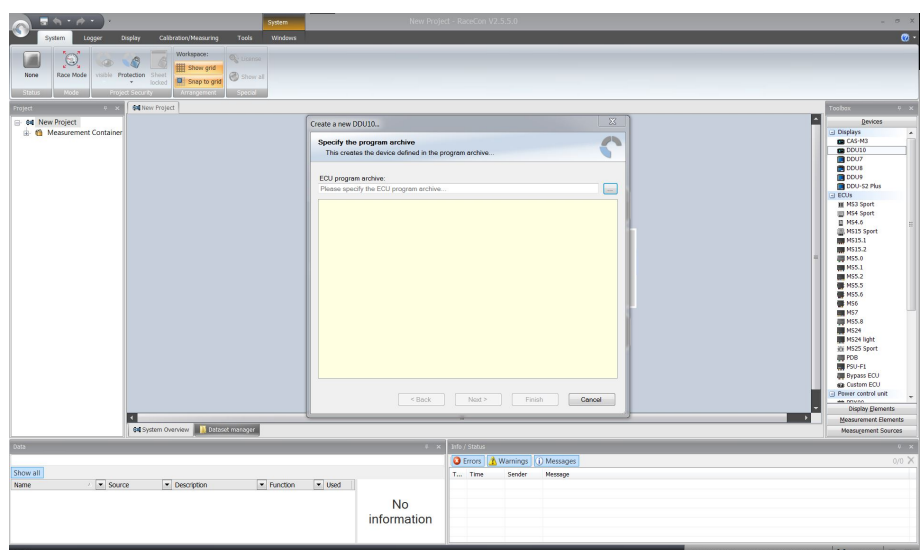 System
New Project - RaceCon V2.5.5.0
System Logger Display Calibration/Measuring Tools Windows
Workspace:
None Race Mode visible Protection Sheet locked Show grid
Snap to grid Show all
Status Mode Project Security Arrangement Special
Project
New Project
Toolbox
New Project
Measurement Container
Create a new DDU10...
Specify the program archive
This creates the device defined in the program archive...
ECU program archive:
Please specify the ECU program archive...
...
< Back Next > Finish Cancel
Devices
Displays
CAS-M3
DDU10
DDU7
DDU8
DDU9
DDU-S2 Plus
ECUs
MS3 Sport
MS4 Sport
MS4.6
MS15 Sport
MS15.1
MS15.2
MS5.0
MS5.1
MS5.2
MS5.5
MS5.6
MS6
MS7
MS5.8
MS24
MS24 light
MS25 Sport
PDB
PSU-F1
Bypass ECU
Custom ECU
Power control unit
Display Elements
Measurement Elements
Measurement Sources
System Overview Dataset manager
Data
Info / Status
Errors Warnings Messages 0/0
Show all
Name Source Description Function Used
T... Time Sender Message
No
information